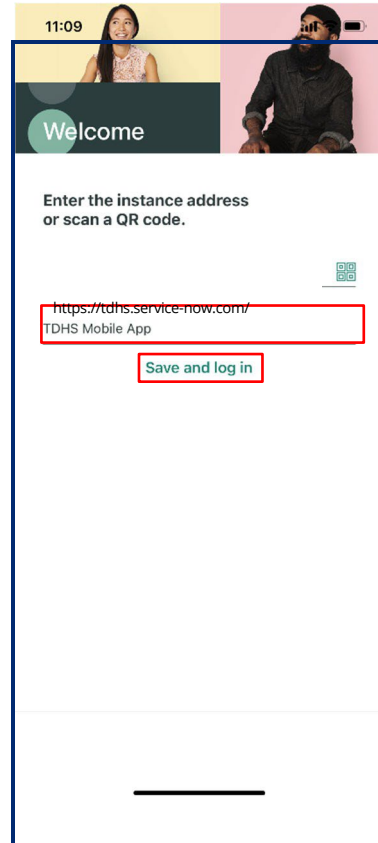 11:09
Welcome
Enter the instance address
or scan a QR code.
https://tdhs.service-now.com/
TDHS Mobile App
Save and log in